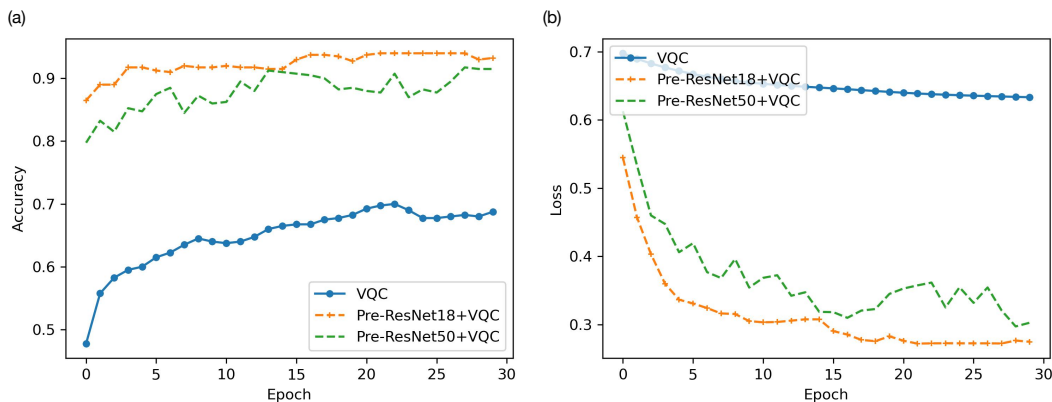 (a)
0.9
0.8
0.7
0.6
0.5
Accuracy
0
5
10
15
20
25
30
Epoch
VQC
Pre-ResNet18+VQC
Pre-ResNet50+VQC
(b)
0.7
0.6
0.5
0.4
0.3
Loss
0
5
10
15
20
25
30
Epoch
VQC
Pre-ResNet18+VQC
Pre-ResNet50+VQC